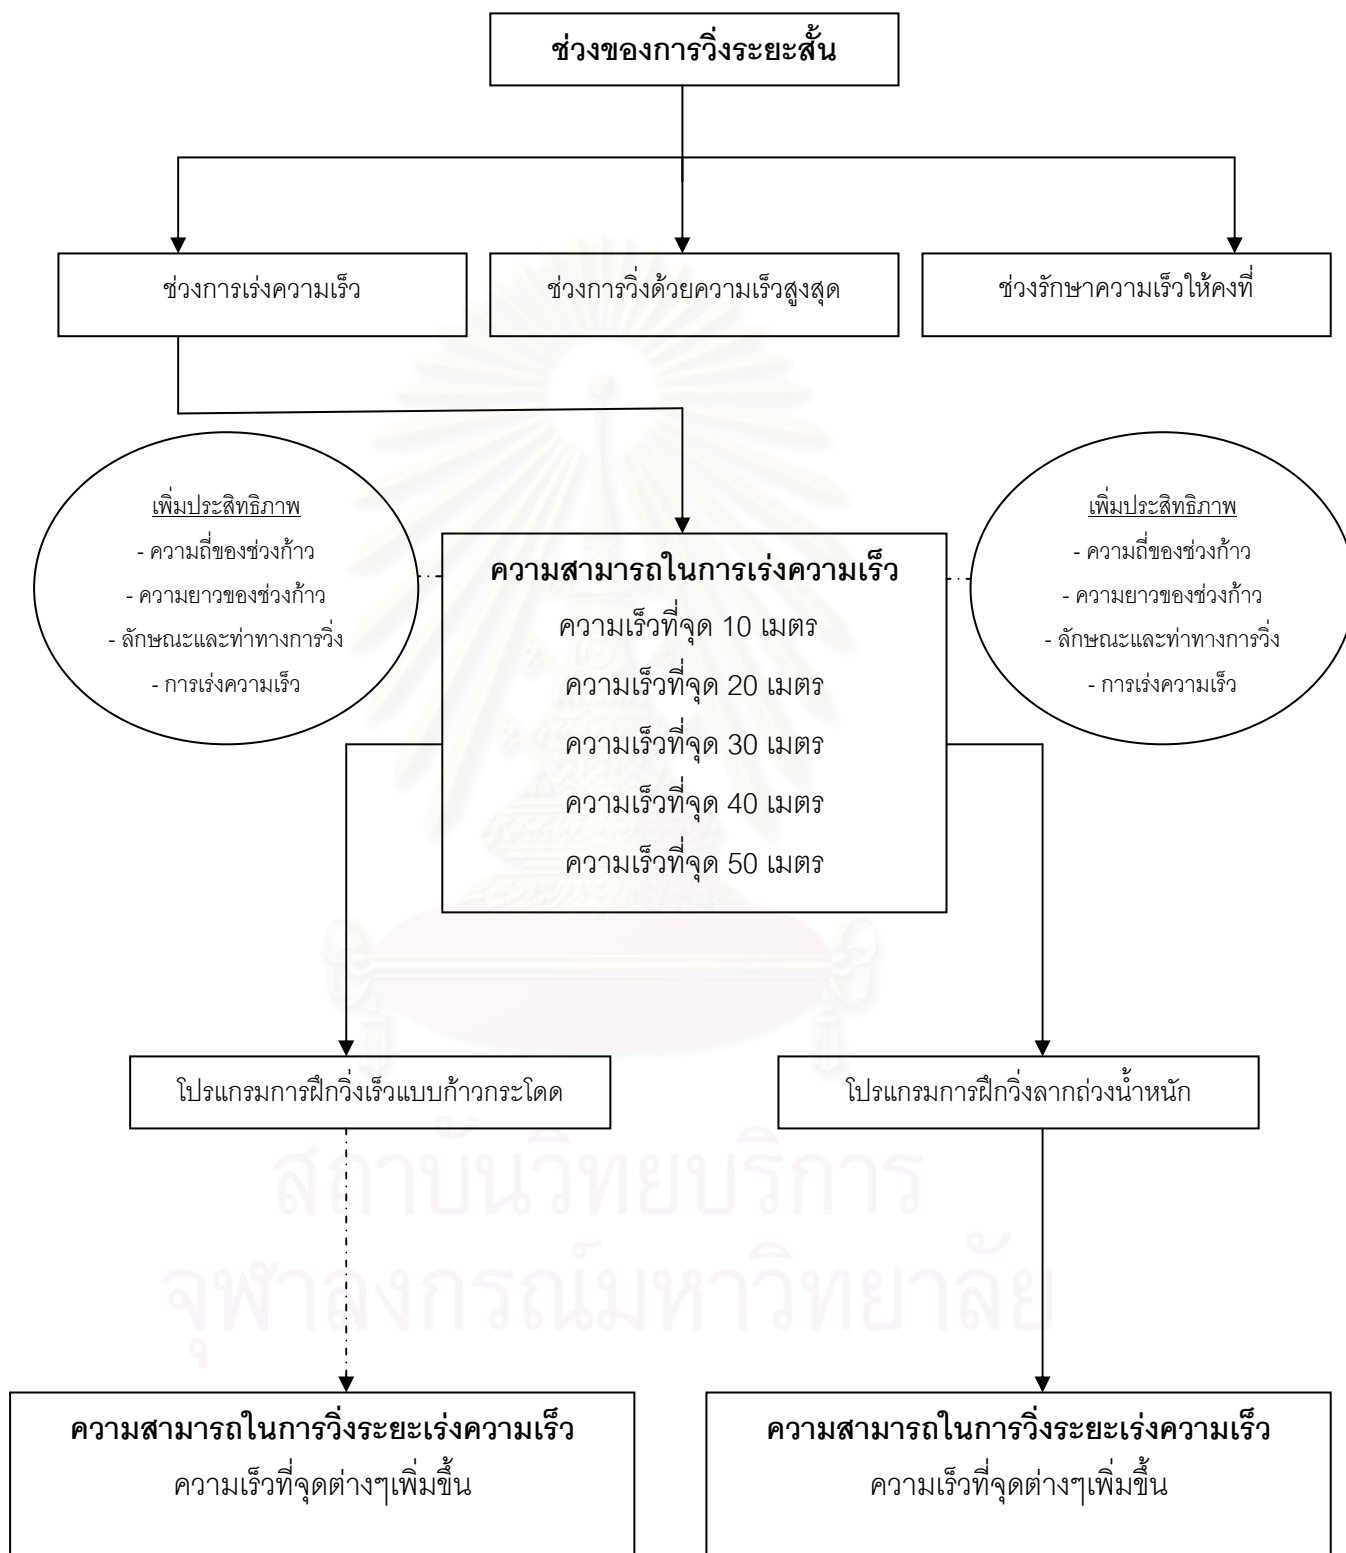 ช่วงของการวิ่งระยะสั้น
ช่วงการเร่งความเร็ว
ช่วงการวิ่งด้วยความเร็วสูงสุด
ช่วงรักษาความเร็วให้คงที่
เพิ่มประสิทธิภาพ
- ความถี่ของช่วงก้าว
- ความยาวของช่วงก้าว
- ลักษณะและท่าทางการวิ่ง
- การเร่งความเร็ว
ความสามารถในการเร่งความเร็ว
ความเร็วที่จุด 10 เมตร
ความเร็วที่จุด 20 เมตร
ความเร็วที่จุด 30 เมตร
ความเร็วที่จุด 40 เมตร
ความเร็วที่จุด 50 เมตร
เพิ่มประสิทธิภาพ
- ความถี่ของช่วงก้าว
- ความยาวของช่วงก้าว
- ลักษณะและท่าทางการวิ่ง
- การเร่งความเร็ว
โปรแกรมการฝึกวิ่งเร็วแบบก้าวกระโดด
โปรแกรมการฝึกวิ่งลากถ่วงน้ำหนัก
สถาบันวิทยบริการ
จุฬาลงกรณ์มหาวิทยาลัย
ความสามารถในการวิ่งระยะเร่งความเร็ว
ความเร็วที่จุดต่างๆเพิ่มขึ้น
ความสามารถในการวิ่งระยะเร่งความเร็ว
ความเร็วที่จุดต่างๆเพิ่มขึ้น